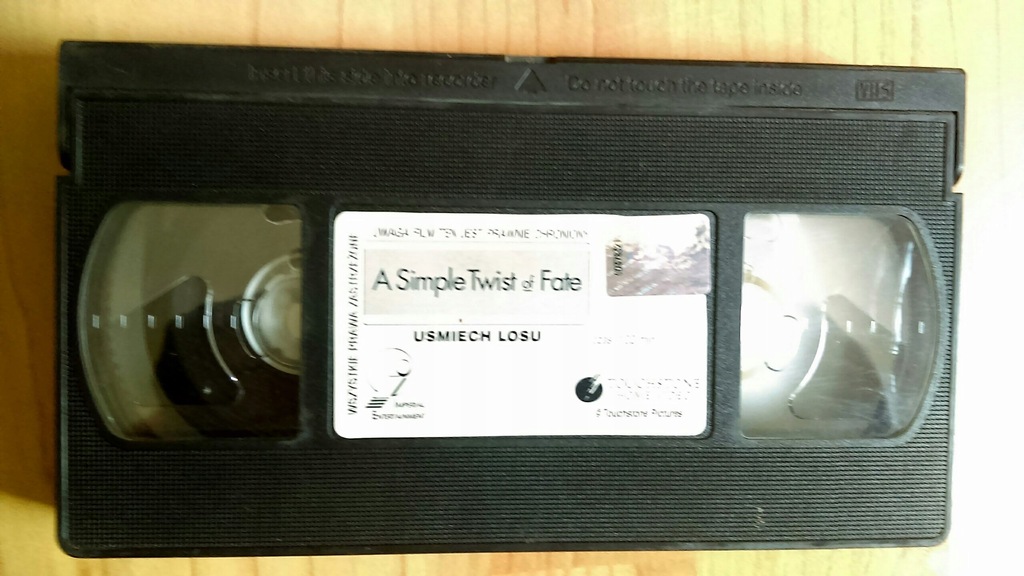 Insert this side into recorder
Do not touch the tape inside
VHS
UWAGA FILM TEN JEST PRAWNIE CHRONIONY
WSZYSTKIE PRAWA ZASTRZEŻONE
A Simple Twist of Fate
USMIECH LOSU
IMPERIAL
ENTERTAINMENT
TOUCHSTONE
HOME VIDEO
© Touchstone Pictures